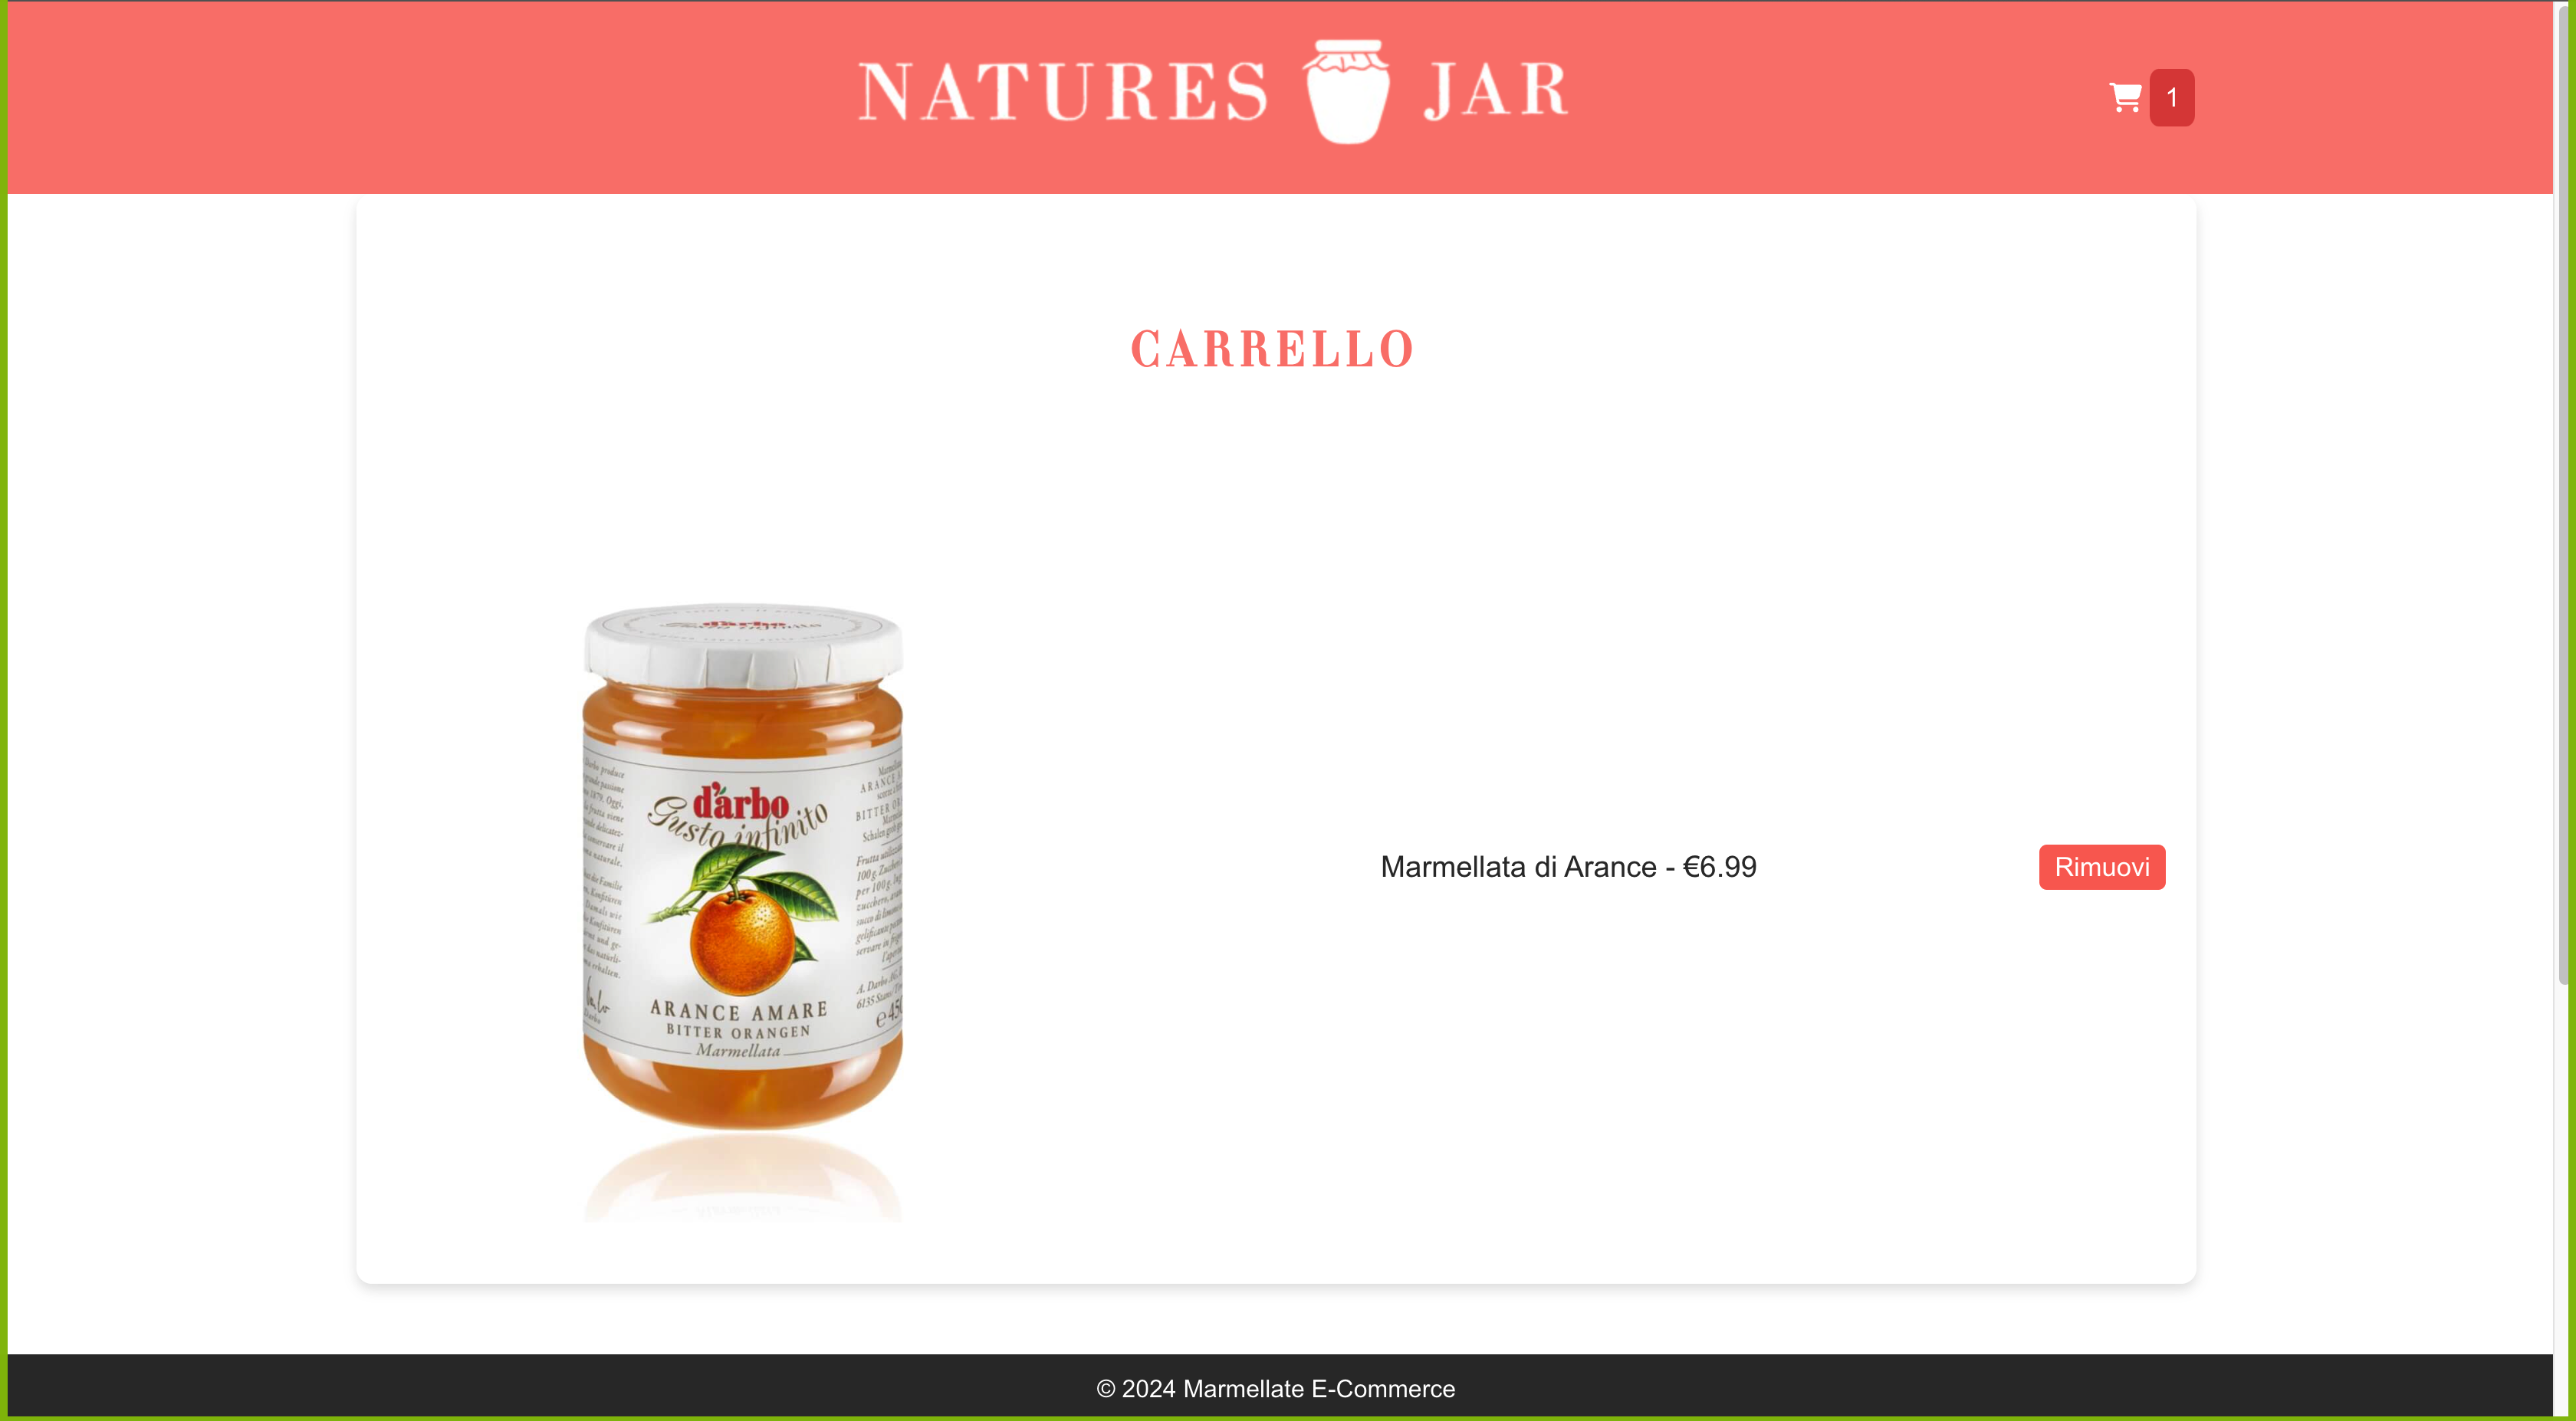 NATURES JAR
1
CARRELLO
d'arbo
d'arbo
Gusto infinito
ARANCE AMARE
BITTER ORANGEN
Marmellata
Marmellata di Arance - €6.99
Rimuovi
© 2024 Marmellate E-Commerce